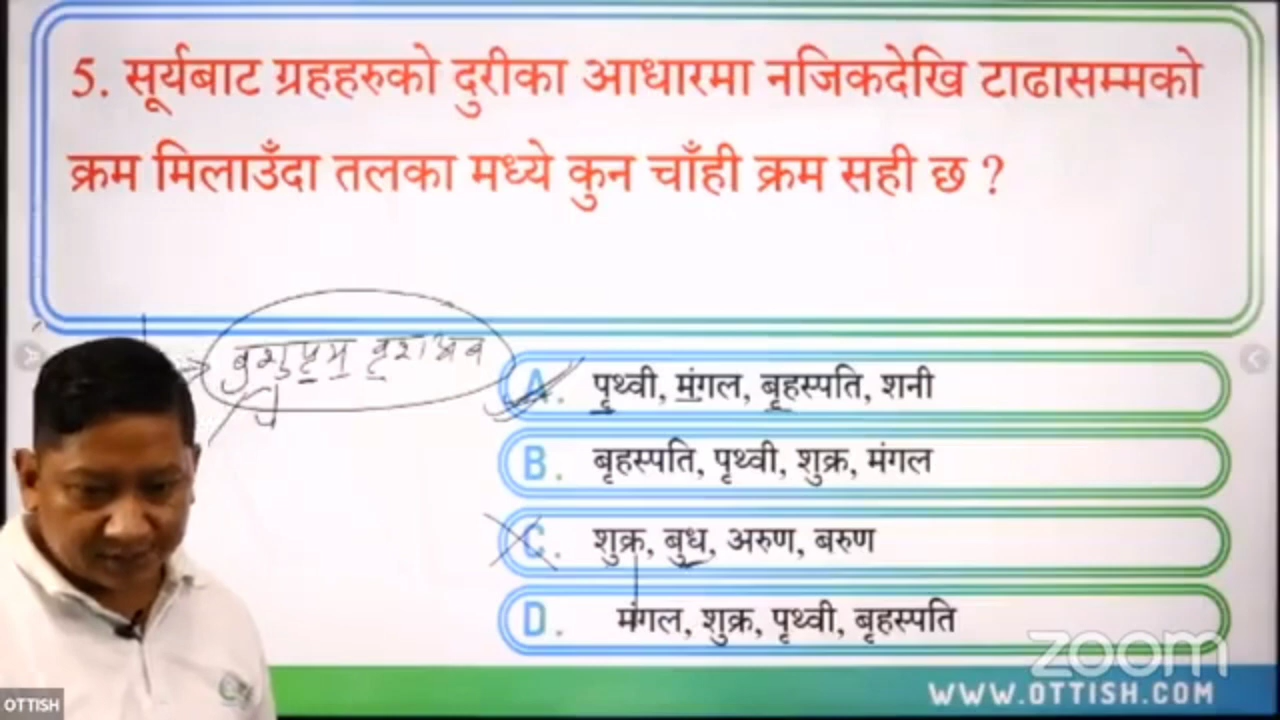 5. सूर्यबाट ग्रहहरुको दुरीका आधारमा नजिकदेखि टाढासम्मको
क्रम मिलाउँदा तलका मध्ये कुन चाँही क्रम सही छ ?
बुशुपृम बृशअब
A. पृथ्वी, मंगल, बृहस्पति, शनी
B. बृहस्पति, पृथ्वी, शुक्र, मंगल
C. शुक्र, बुध, अरुण, बरुण
D. मंगल, शुक्र, पृथ्वी, बृहस्पति
zoom
WWW.OTTISH.COM
OTTISH